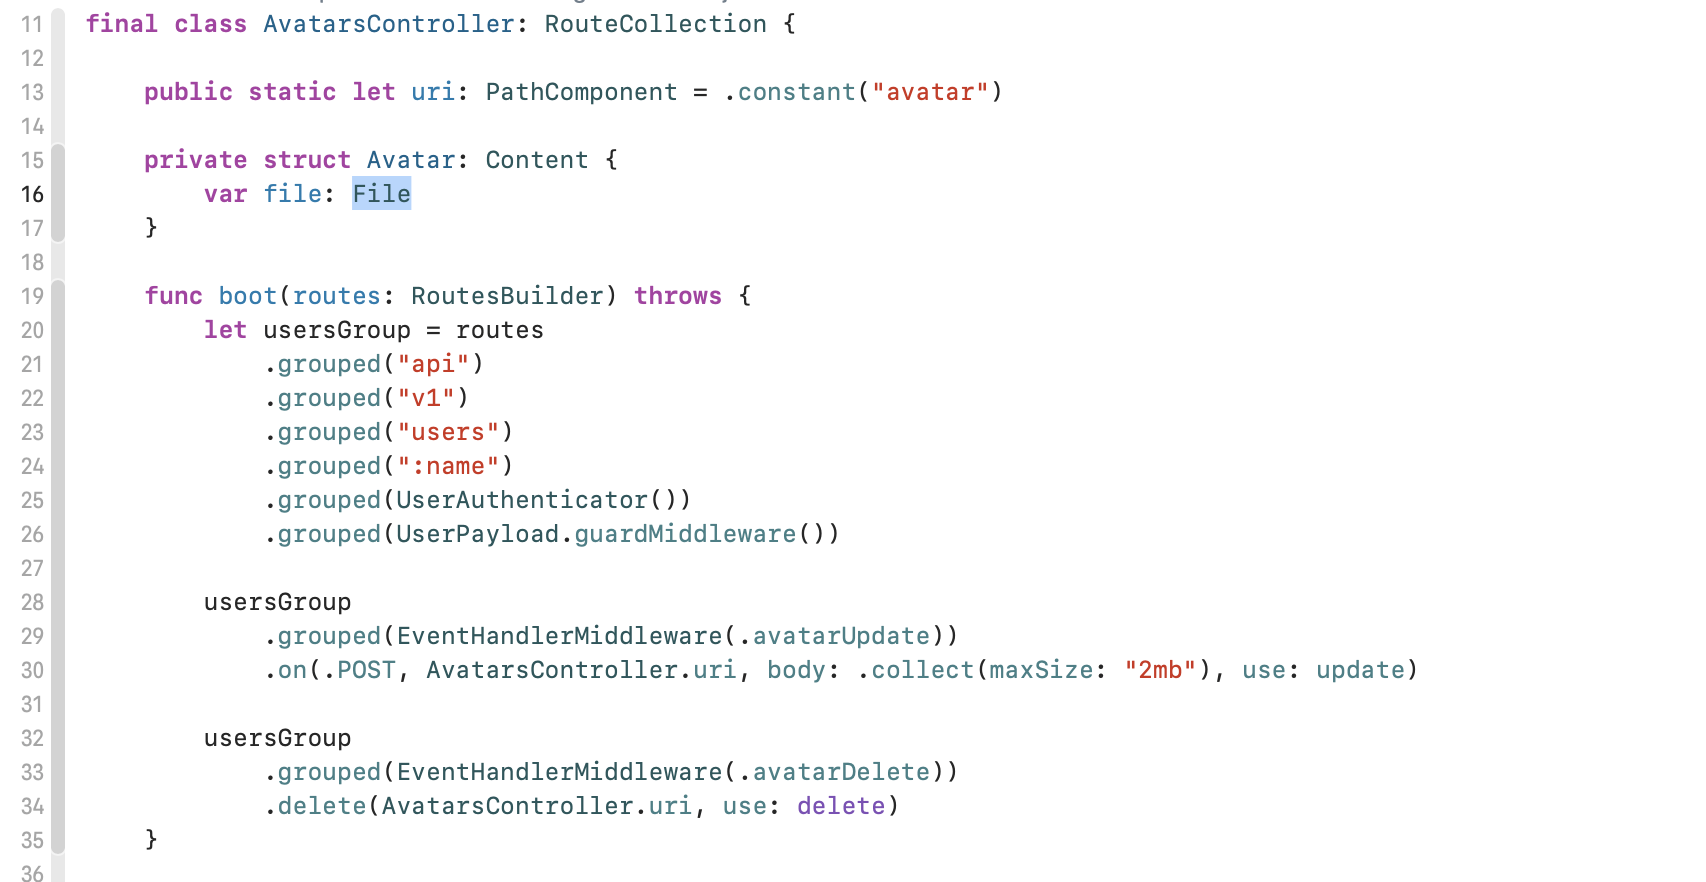 11 final class AvatarsController: RouteCollection {
12
13 public static let uri: PathComponent = .constant("avatar")
14
15 private struct Avatar: Content {
16 var file: File
17 }
18
19 func boot(routes: RoutesBuilder) throws {
20 let usersGroup = routes
21 .grouped("api")
22 .grouped("v1")
23 .grouped("users")
24 .grouped(":name")
25 .grouped(UserAuthenticator())
26 .grouped(UserPayload.guardMiddleware())
27
28 usersGroup
29 .grouped(EventHandlerMiddleware(.avatarUpdate))
30 .on(.POST, AvatarsController.uri, body: .collect(maxSize: "2mb"), use: update)
31
32 usersGroup
33 .grouped(EventHandlerMiddleware(.avatarDelete))
34 .delete(AvatarsController.uri, use: delete)
35 }
36